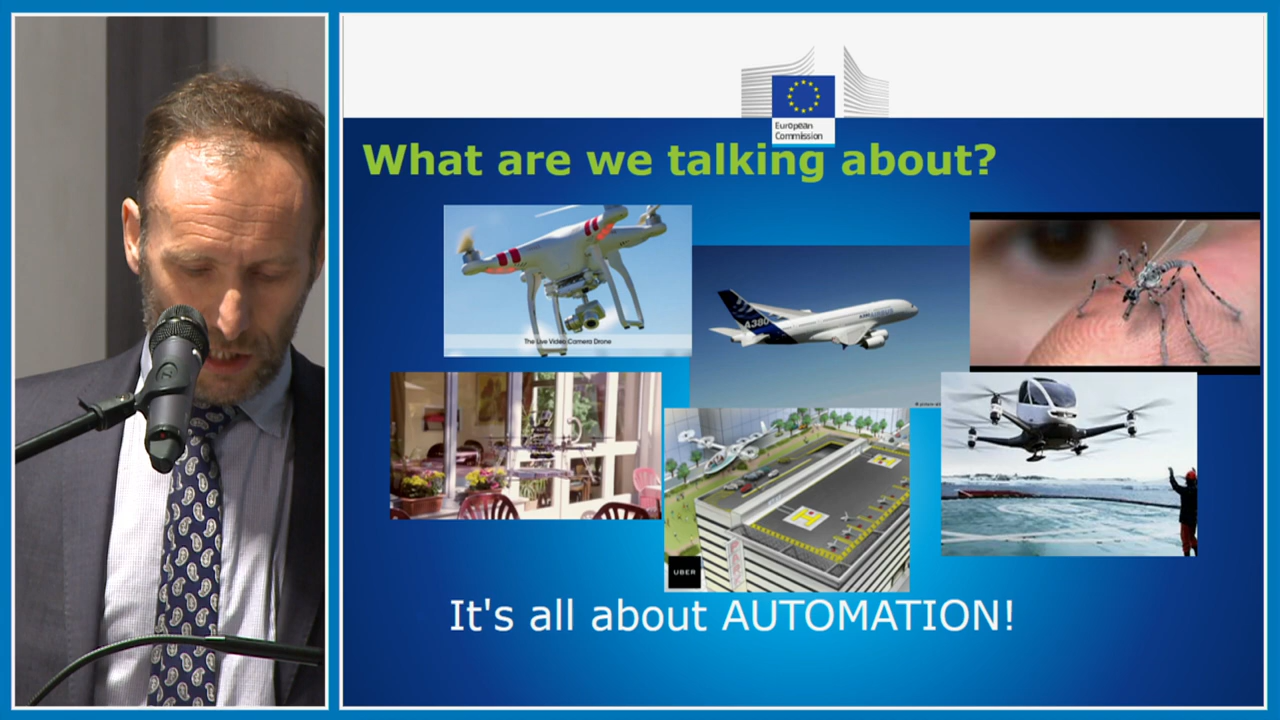 European
Commission
What are we talking about?
The Live Video Camera Drone
A380
UBER
It's all about AUTOMATION!